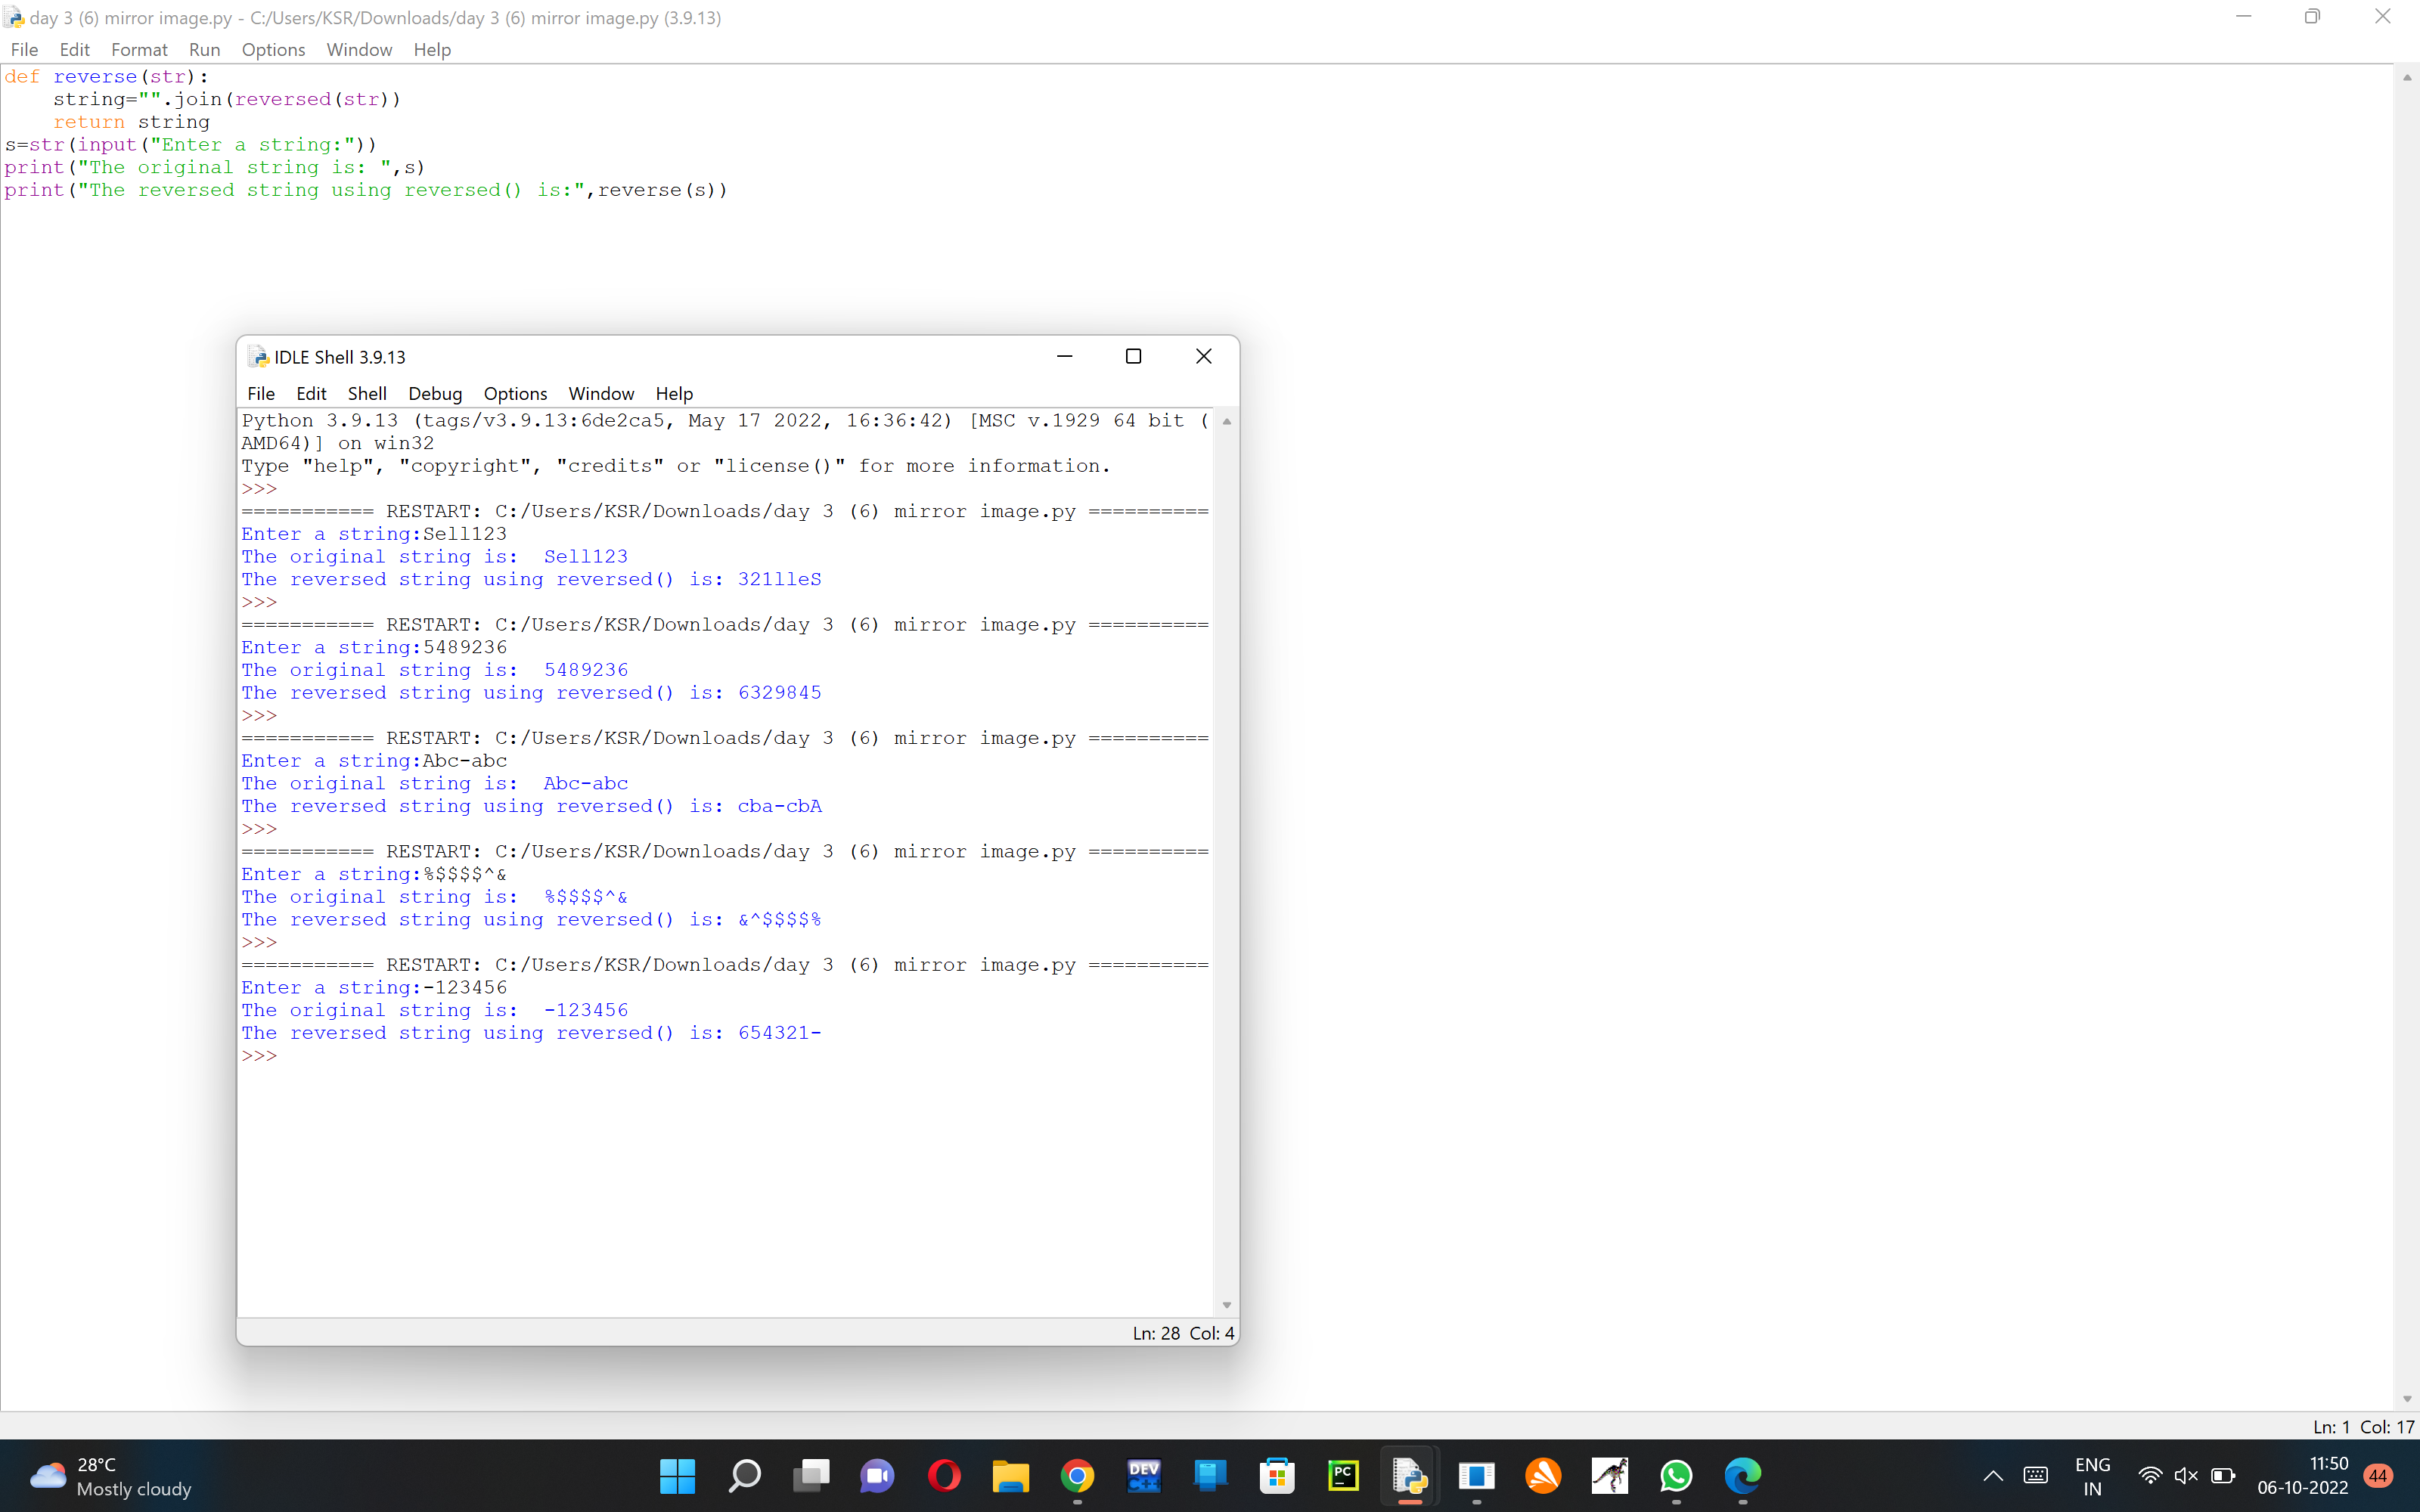 day 3 (6) mirror image.py - C:/Users/KSR/Downloads/day 3 (6) mirror image.py (3.9.13)
File Edit Format Run Options Window Help
def reverse(str):
    string="".join(reversed(str))
    return string
s=str(input("Enter a string:"))
print("The original string is: ",s)
print("The reversed string using reversed() is:",reverse(s))
IDLE Shell 3.9.13
File Edit Shell Debug Options Window Help
Python 3.9.13 (tags/v3.9.13:6de2ca5, May 17 2022, 16:36:42) [MSC v.1929 64 bit (
AMD64)] on win32
Type "help", "copyright", "credits" or "license()" for more information.
>>>
=========== RESTART: C:/Users/KSR/Downloads/day 3 (6) mirror image.py ==========
Enter a string:Sell123
The original string is:  Sell123
The reversed string using reversed() is: 321lleS
>>>
=========== RESTART: C:/Users/KSR/Downloads/day 3 (6) mirror image.py ==========
Enter a string:5489236
The original string is:  5489236
The reversed string using reversed() is: 6329845
>>>
=========== RESTART: C:/Users/KSR/Downloads/day 3 (6) mirror image.py ==========
Enter a string:Abc-abc
The original string is:  Abc-abc
The reversed string using reversed() is: cba-cbA
>>>
=========== RESTART: C:/Users/KSR/Downloads/day 3 (6) mirror image.py ==========
Enter a string:%$$$$^&
The original string is:  %$$$$^&
The reversed string using reversed() is: &^$$$$%
>>>
=========== RESTART: C:/Users/KSR/Downloads/day 3 (6) mirror image.py ==========
Enter a string:-123456
The original string is:  -123456
The reversed string using reversed() is: 654321-
>>>
Ln: 28 Col: 4
Ln: 1 Col: 17
28°C
Mostly cloudy
DEV
C++
PC
ENG
IN
11:50
06-10-2022
44